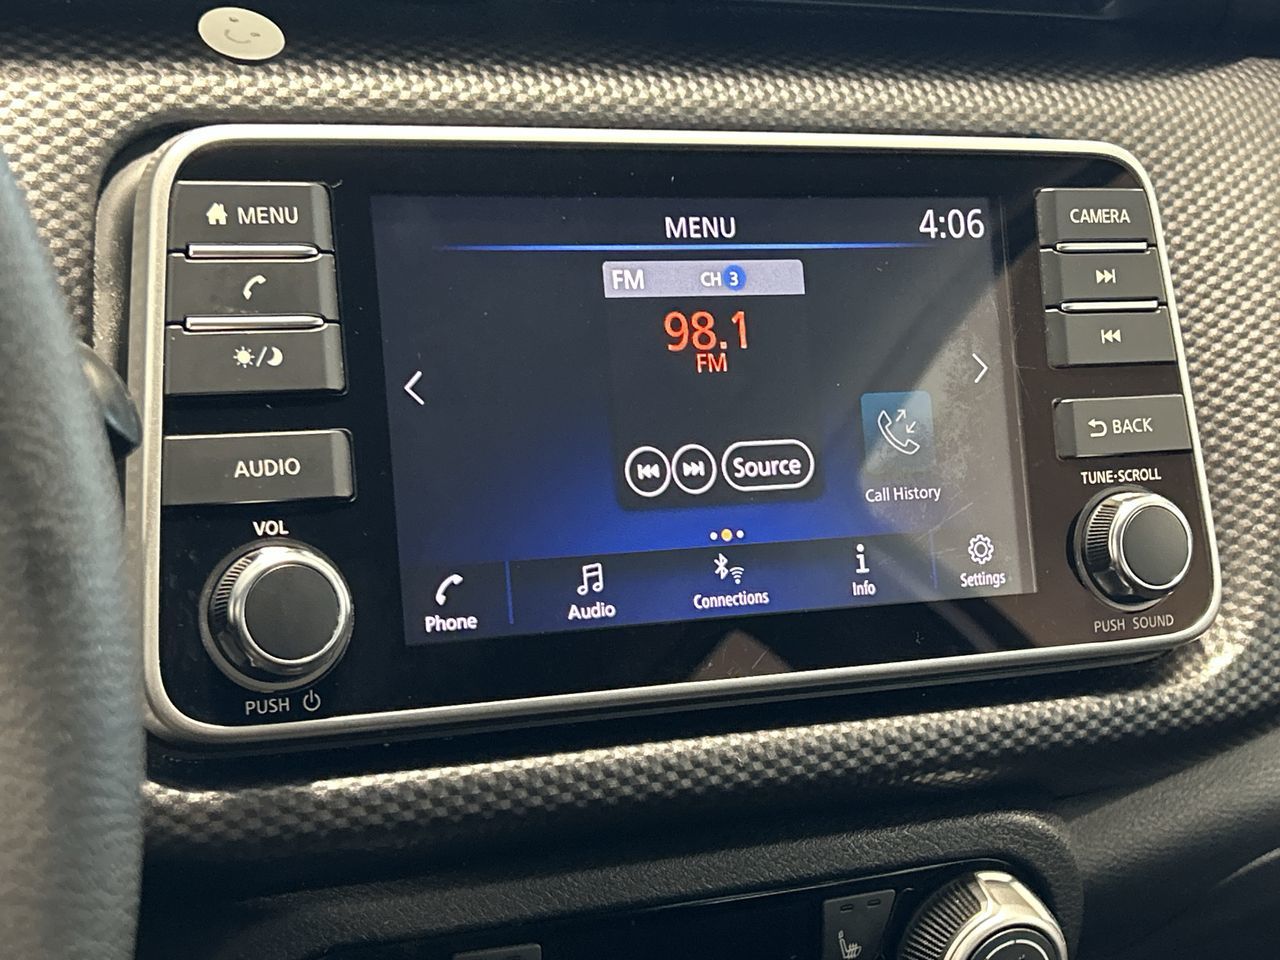 MENU
AUDIO
VOL
PUSH
MENU
4:06
FM
CH 3
98.1
FM
Source
Call History
Phone
Audio
Connections
Info
Settings
CAMERA
BACK
TUNE·SCROLL
PUSH SOUND